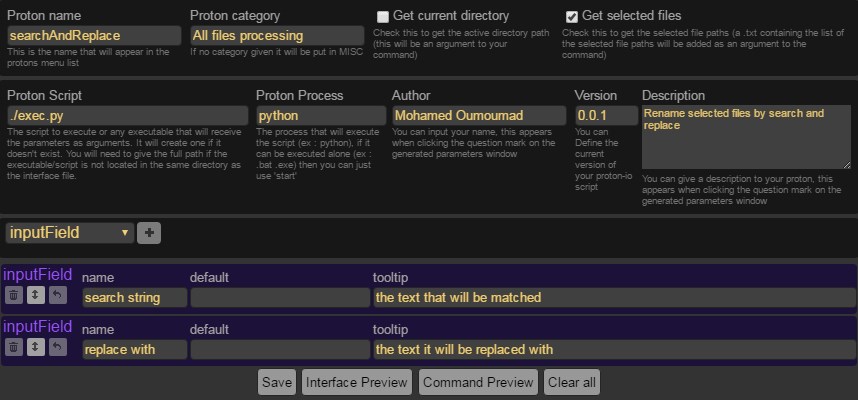 Proton name
searchAndReplace
This is the name that will appear in the
protons menu list
Proton category
All files processing
If no category given it will be put in MISC
Get current directory
Check this to get the active directory path
(this will be an argument to your
command)
Get selected files
Check this to get the selected file paths (a .txt containing the list of
the selected file paths will be added as an argument to the
command)
Proton Script
./exec.py
The script to execute or any executable that will receive
the parameters as arguments. It will create one if it
doesn't exist. You will need to give the full path if the
executable/script is not located in the same directory as
the interface file.
Proton Process
python
The process that will execute
the script (ex : python), if it
can be executed alone (ex :
.bat .exe) then you can just
use 'start'
Author
Mohamed Oumoumad
You can input your name, this appears
when clicking the question mark on the
generated parameters window
Version
0.0.1
You can
Define the
current
version of
your proton-io
script
Description
Rename selected files by search and
replace
You can give a description to your proton, this
appears when clicking the question mark on the
generated parameters window
inputField
inputField
name
default
tooltip
search string
the text that will be matched
inputField
name
default
tooltip
replace with
the text it will be replaced with
Save
Interface Preview
Command Preview
Clear all